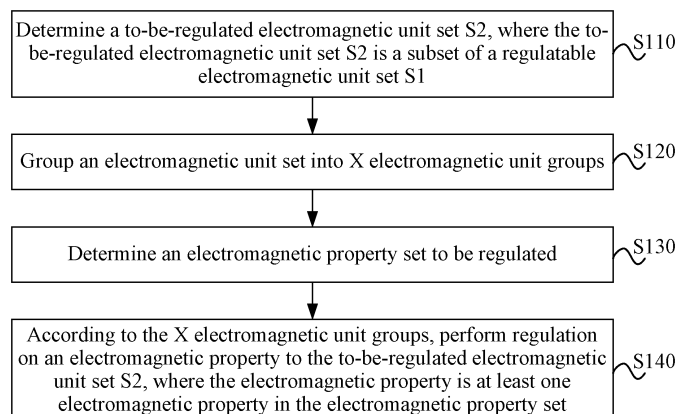 Determine a to-be-regulated electromagnetic unit set S2, where the to-
be-regulated electromagnetic unit set S2 is a subset of a regulatable
electromagnetic unit set S1
S110
Group an electromagnetic unit set into X electromagnetic unit groups
S120
Determine an electromagnetic property set to be regulated
S130
According to the X electromagnetic unit groups, perform regulation
on an electromagnetic property to the to-be-regulated electromagnetic
unit set S2, where the electromagnetic property is at least one
electromagnetic property in the electromagnetic property set
S140